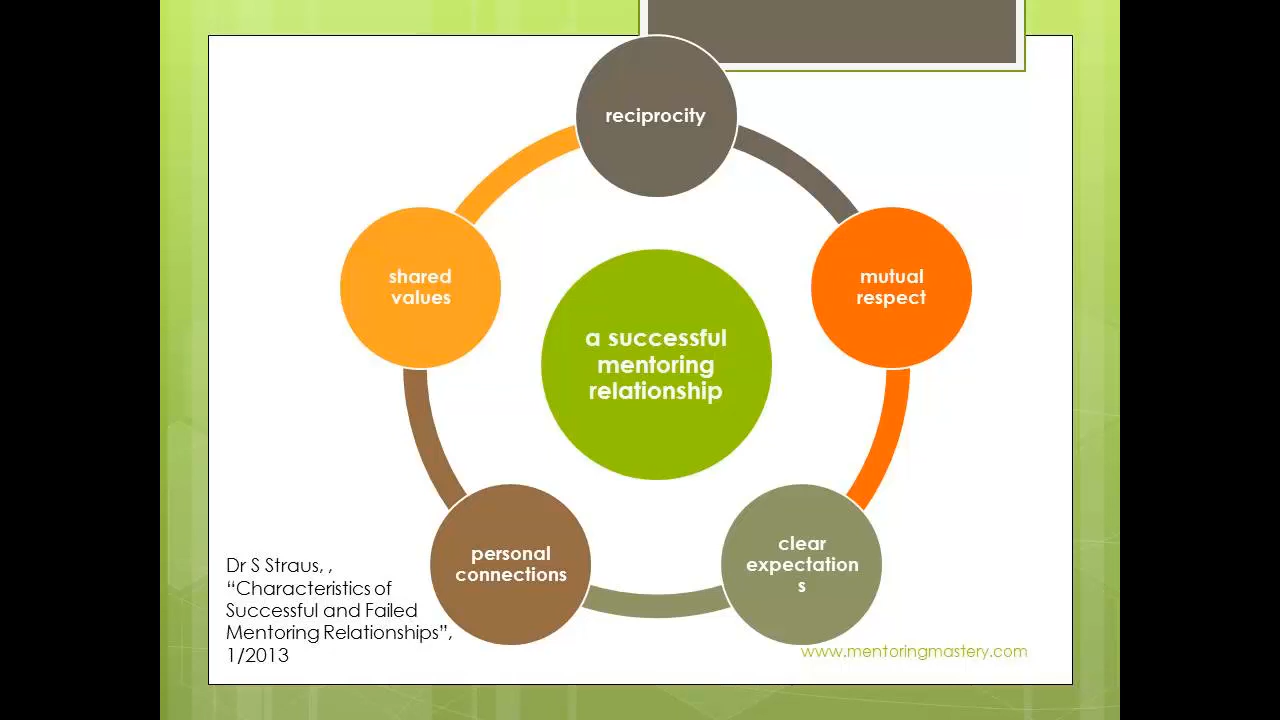 reciprocity
shared
values
mutual
respect
a successful
mentoring
relationship
personal
connections
clear
expectation
s
Dr S Straus, ,
“Characteristics of
Successful and Failed
Mentoring Relationships”,
1/2013
www.mentoringmastery.com